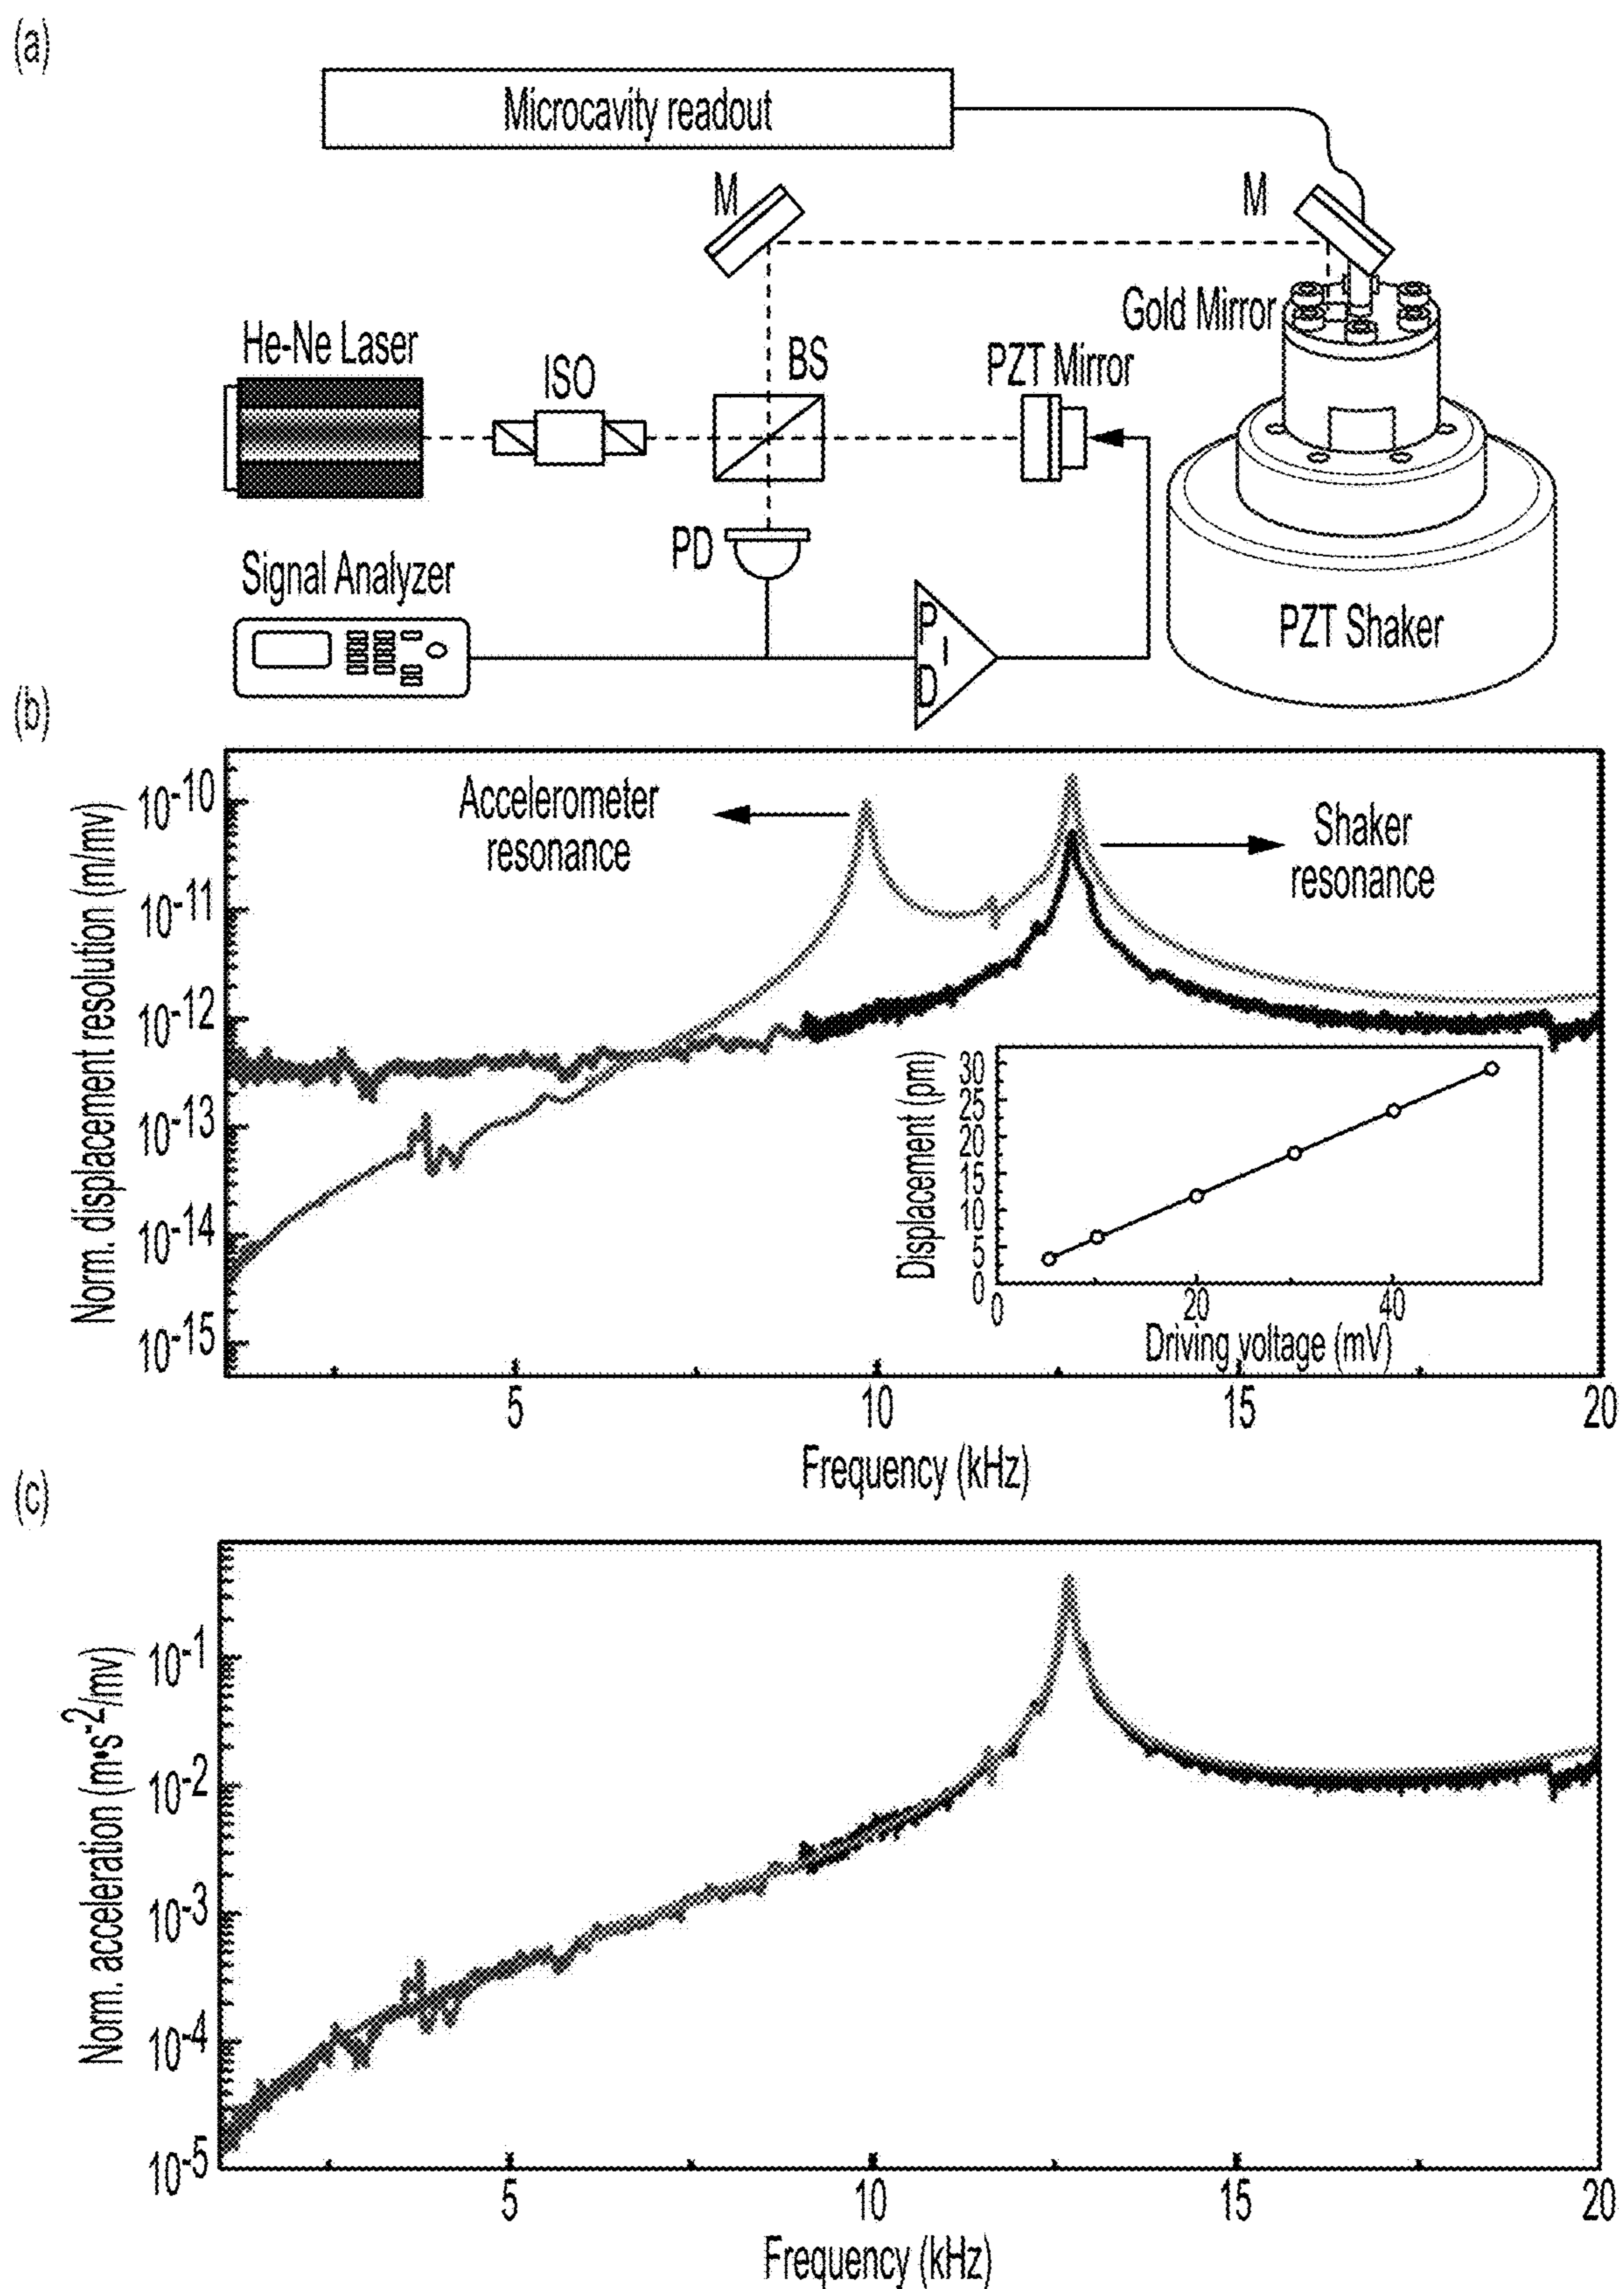 (a)
Microcavity readout
M
M
Gold Mirror
He-Ne Laser
ISO
BS
PZT Mirror
PD
Signal Analyzer
P
I
D
PZT Shaker
(b)
Norm. displacement resolution (m/mv)
10-10
10-11
10-12
10-13
10-14
10-15
Accelerometer
resonance
Shaker
resonance
Displacement (pm)
30
25
20
15
10
5
0
0
20
40
Driving voltage (mV)
5
10
15
20
Frequency (kHz)
(c)
Norm. acceleration (m•s-2/mv)
10-1
10-2
10-3
10-4
10-5
5
10
15
20
Frequency (kHz)